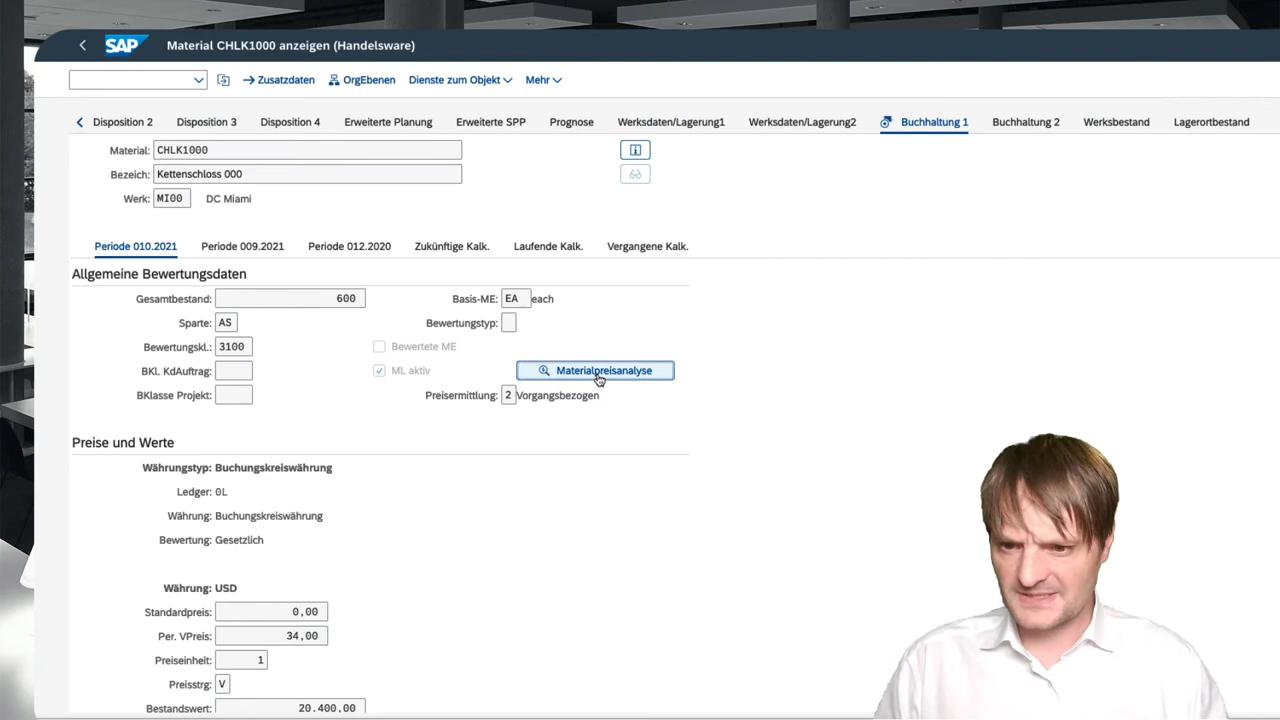 SAP Material CHLK1000 anzeigen (Handelsware)
Zusatzdaten OrgEbenen Dienste zum Objekt Mehr
Disposition 2 Disposition 3 Disposition 4 Erweiterte Planung Erweiterte SPP Prognose Werksdaten/Lagerung1 Werksdaten/Lagerung2 Buchhaltung 1 Buchhaltung 2 Werksbestand Lagerortbestand
Material: CHLK1000
Bezeich: Kettenschloss 000
Werk: MI00 DC Miami
Periode 010.2021 Periode 009.2021 Periode 012.2020 Zukünftige Kalk. Laufende Kalk. Vergangene Kalk.
Allgemeine Bewertungsdaten
Gesamtbestand: 600 Basis-ME: EA each
Sparte: AS Bewertungstyp:
Bewertungskl.: 3100 Bewertete ME
BKl. KdAuftrag: ML aktiv Materialpreisanalyse
BKlasse Projekt: Preisermittlung: 2 Vorgangsbezogen
Preise und Werte
Währungstyp: Buchungskreiswährung
Ledger: 0L
Währung: Buchungskreiswährung
Bewertung: Gesetzlich
Währung: USD
Standardpreis: 0,00
Per. VPreis: 34,00
Preiseinheit: 1
Preisstrg: V
Bestandswert: 20.400,00